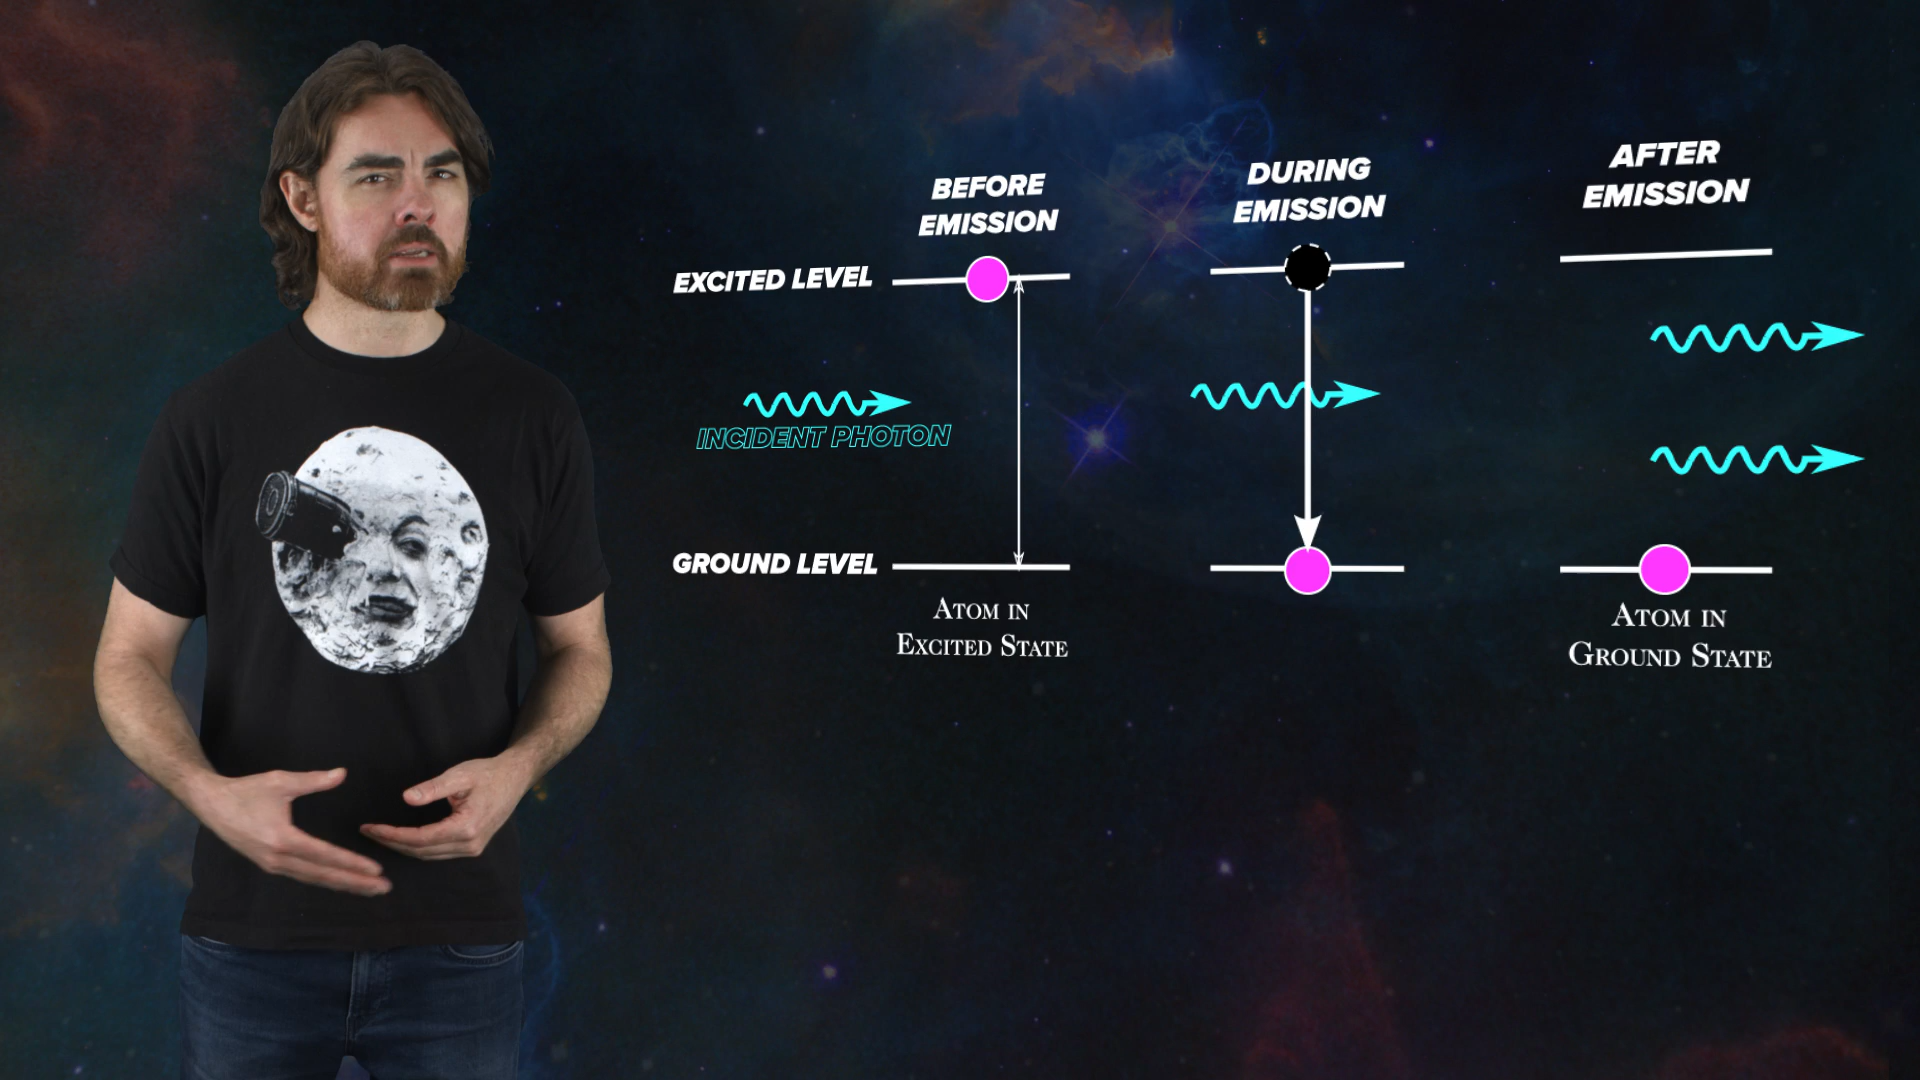 BEFORE
EMISSION
DURING
EMISSION
AFTER
EMISSION
EXCITED LEVEL
INCIDENT PHOTON
GROUND LEVEL
ATOM IN
EXCITED STATE
ATOM IN
GROUND STATE